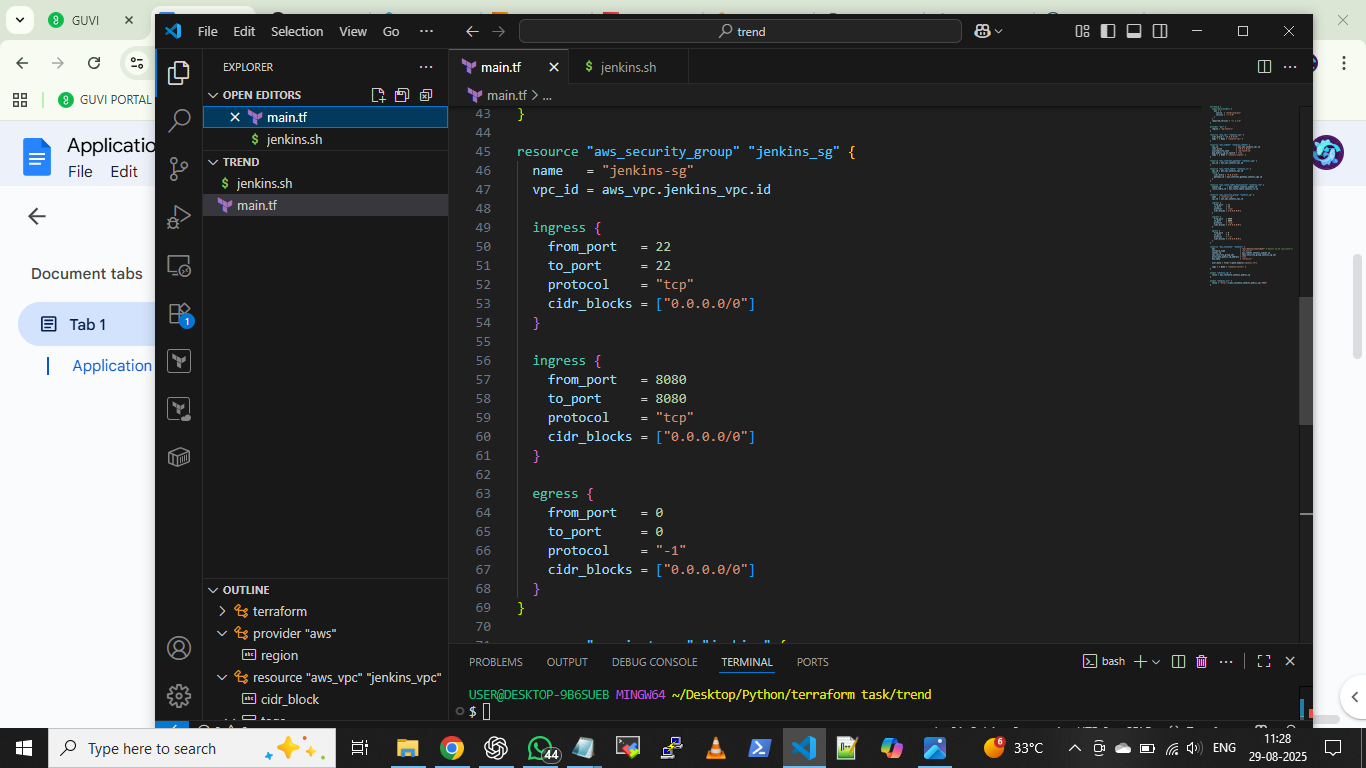 GUVI
GUVI PORTAL
Applicatio
File Edit
Document tabs
Tab 1
Application
File Edit Selection View Go
trend
EXPLORER
OPEN EDITORS
main.tf
$ jenkins.sh
TREND
$ jenkins.sh
main.tf
1
OUTLINE
terraform
provider "aws"
region
resource "aws_vpc" "jenkins_vpc"
cidr_block
main.tf
$ jenkins.sh
main.tf > ...
43 }
44
45 resource "aws_security_group" "jenkins_sg" {
46 name = "jenkins-sg"
47 vpc_id = aws_vpc.jenkins_vpc.id
48
49 ingress {
50 from_port = 22
51 to_port = 22
52 protocol = "tcp"
53 cidr_blocks = ["0.0.0.0/0"]
54 }
55
56 ingress {
57 from_port = 8080
58 to_port = 8080
59 protocol = "tcp"
60 cidr_blocks = ["0.0.0.0/0"]
61 }
62
63 egress {
64 from_port = 0
65 to_port = 0
66 protocol = "-1"
67 cidr_blocks = ["0.0.0.0/0"]
68 }
69 }
70
PROBLEMS OUTPUT DEBUG CONSOLE TERMINAL PORTS
bash
USER@DESKTOP-9B6SUEB MINGW64 ~/Desktop/Python/terraform task/trend
$
Type here to search
44
6
33°C
ENG
11:28
29-08-2025